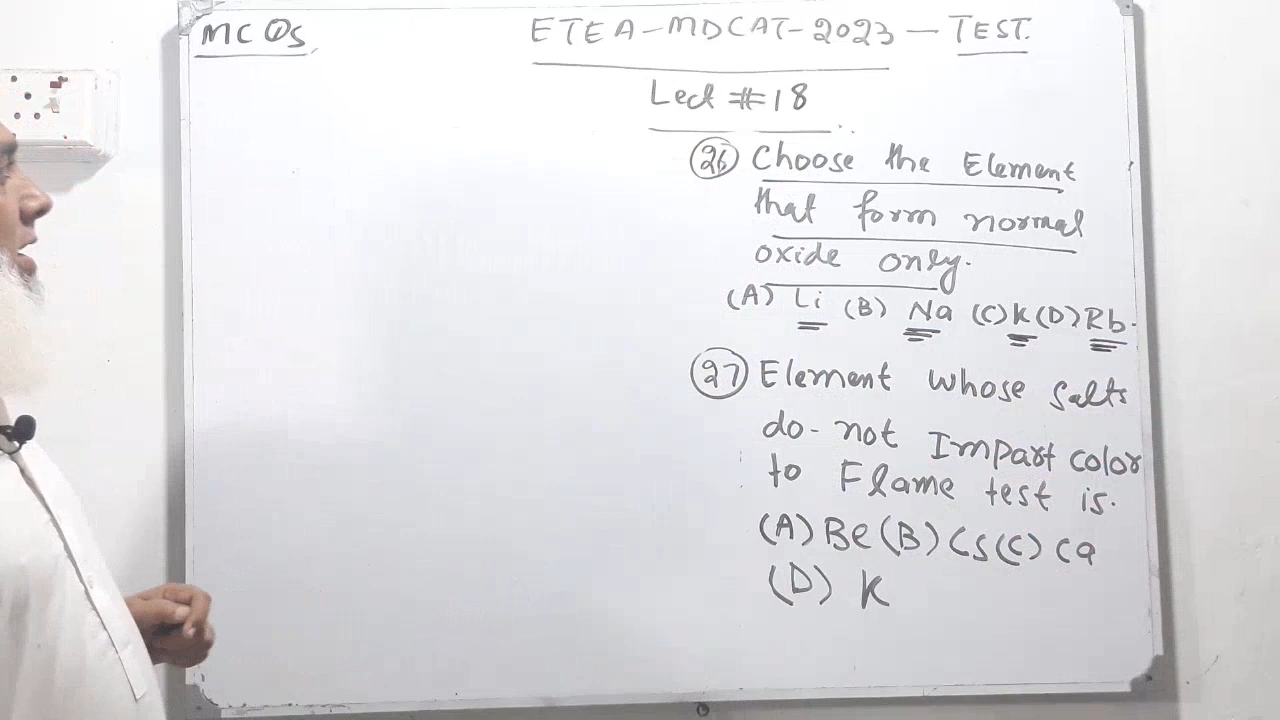 MCQs,
ETEA-MDCAT-2023-TEST.
Lect #18
(26) Choose the Element
that form normal
oxide only.
(A) Li (B) Na (C) K (D) Rb.
(27) Element whose salts
do-not Impart color
to Flame test is.
(A) Be (B) Cs (C) Ca
(D) K